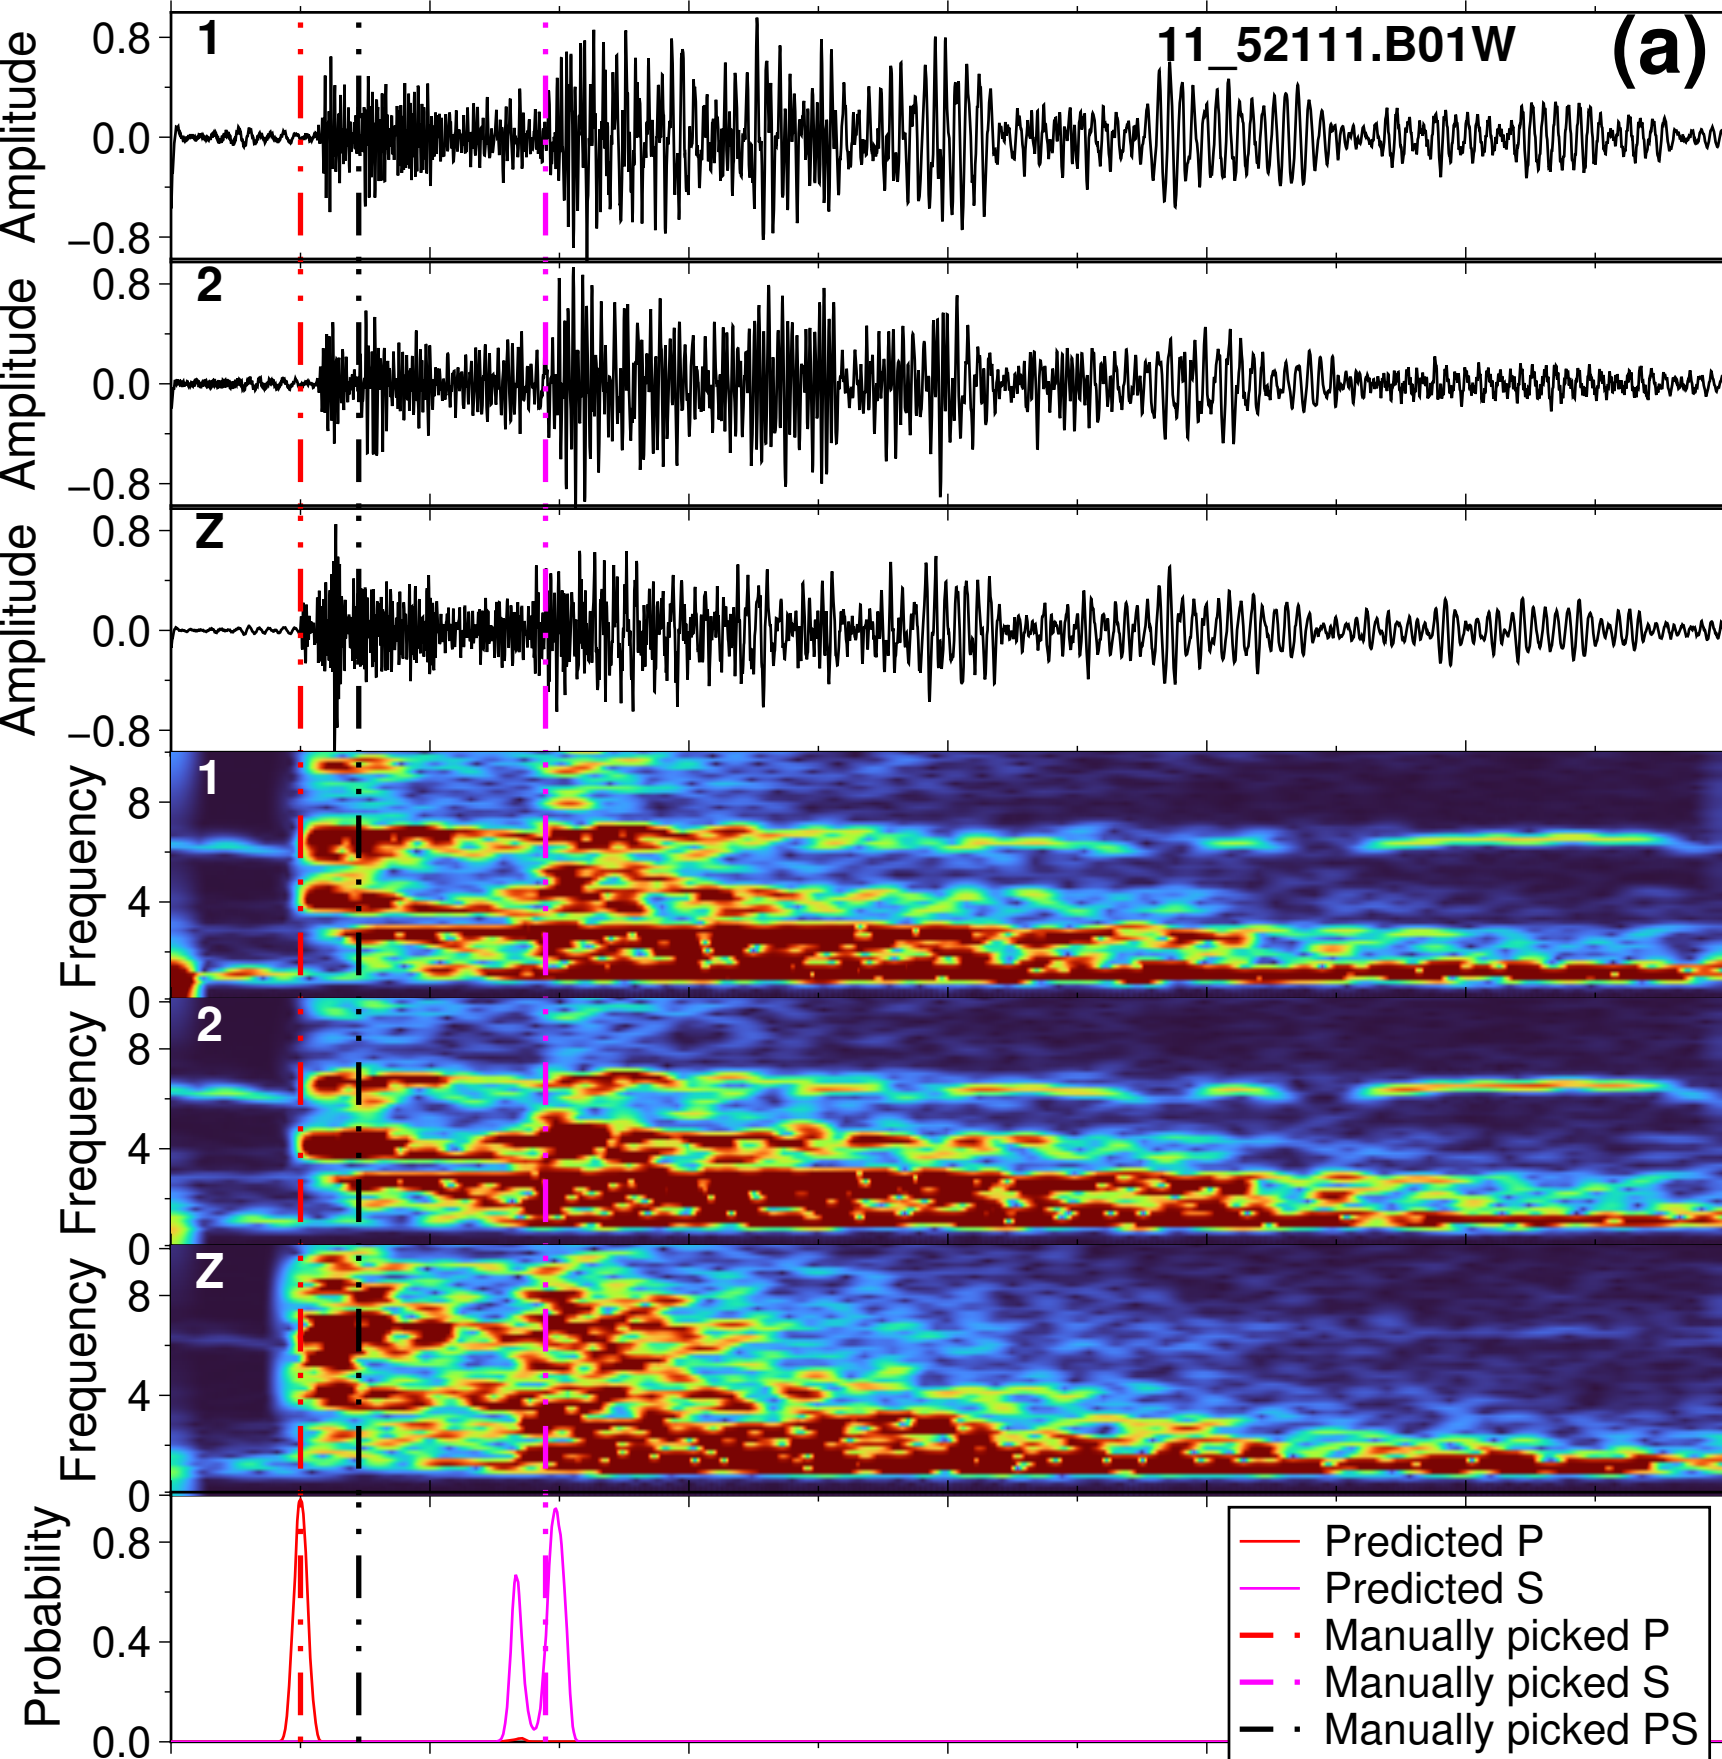 1
11_52111.B01W
(a)
Amplitude
0.8
0.0
−0.8
2
Amplitude
0.8
0.0
−0.8
Z
Amplitude
0.8
0.0
−0.8
1
Frequency
8
4
0
2
Frequency
8
4
0
Z
Frequency
8
4
0
Probability
0.8
0.4
0.0
Predicted P
Predicted S
Manually picked P
Manually picked S
Manually picked PS